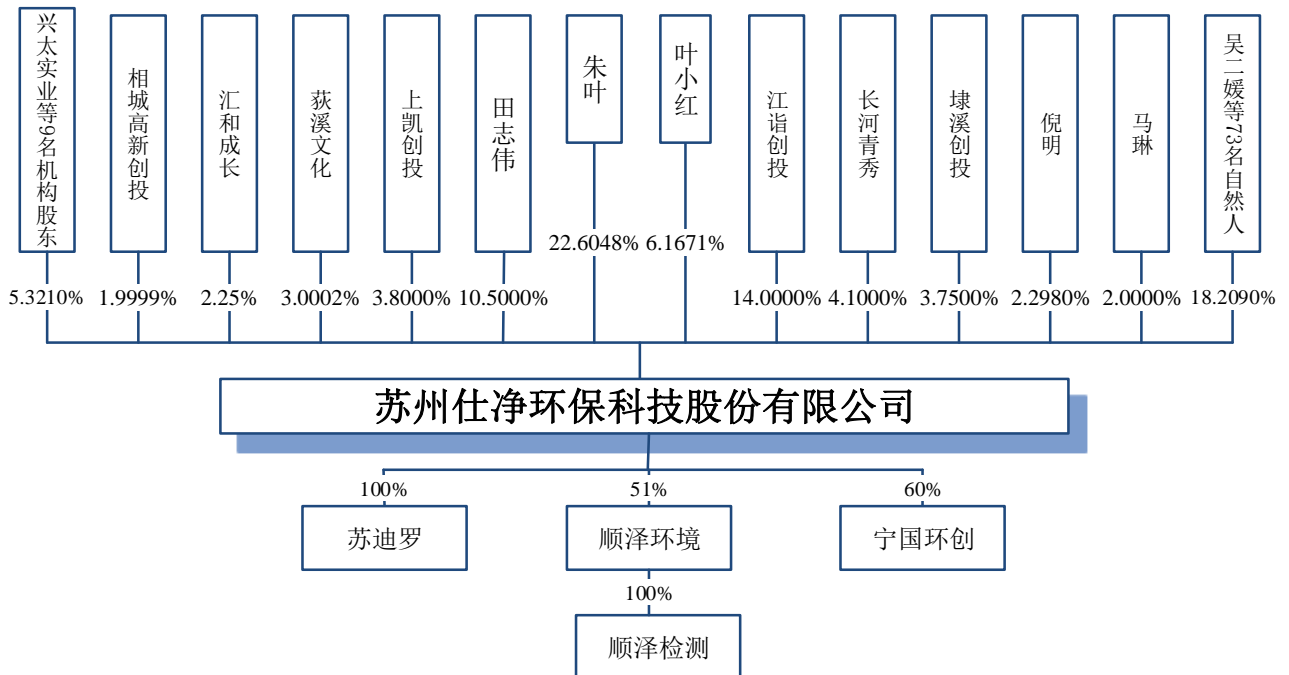 兴太实业等9名机构股东
相城高新创投
汇和成长
荻溪文化
上凯创投
田志伟
朱叶
叶小红
江诣创投
长河青秀
埭溪创投
倪明
马琳
吴二媛等73名自然人
22.6048%
6.1671%
5.3210%
1.9999%
2.25%
3.0002%
3.8000%
10.5000%
14.0000%
4.1000%
3.7500%
2.2980%
2.0000%
18.2090%
苏州仕净环保科技股份有限公司
100%
51%
60%
苏迪罗
顺泽环境
宁国环创
100%
顺泽检测